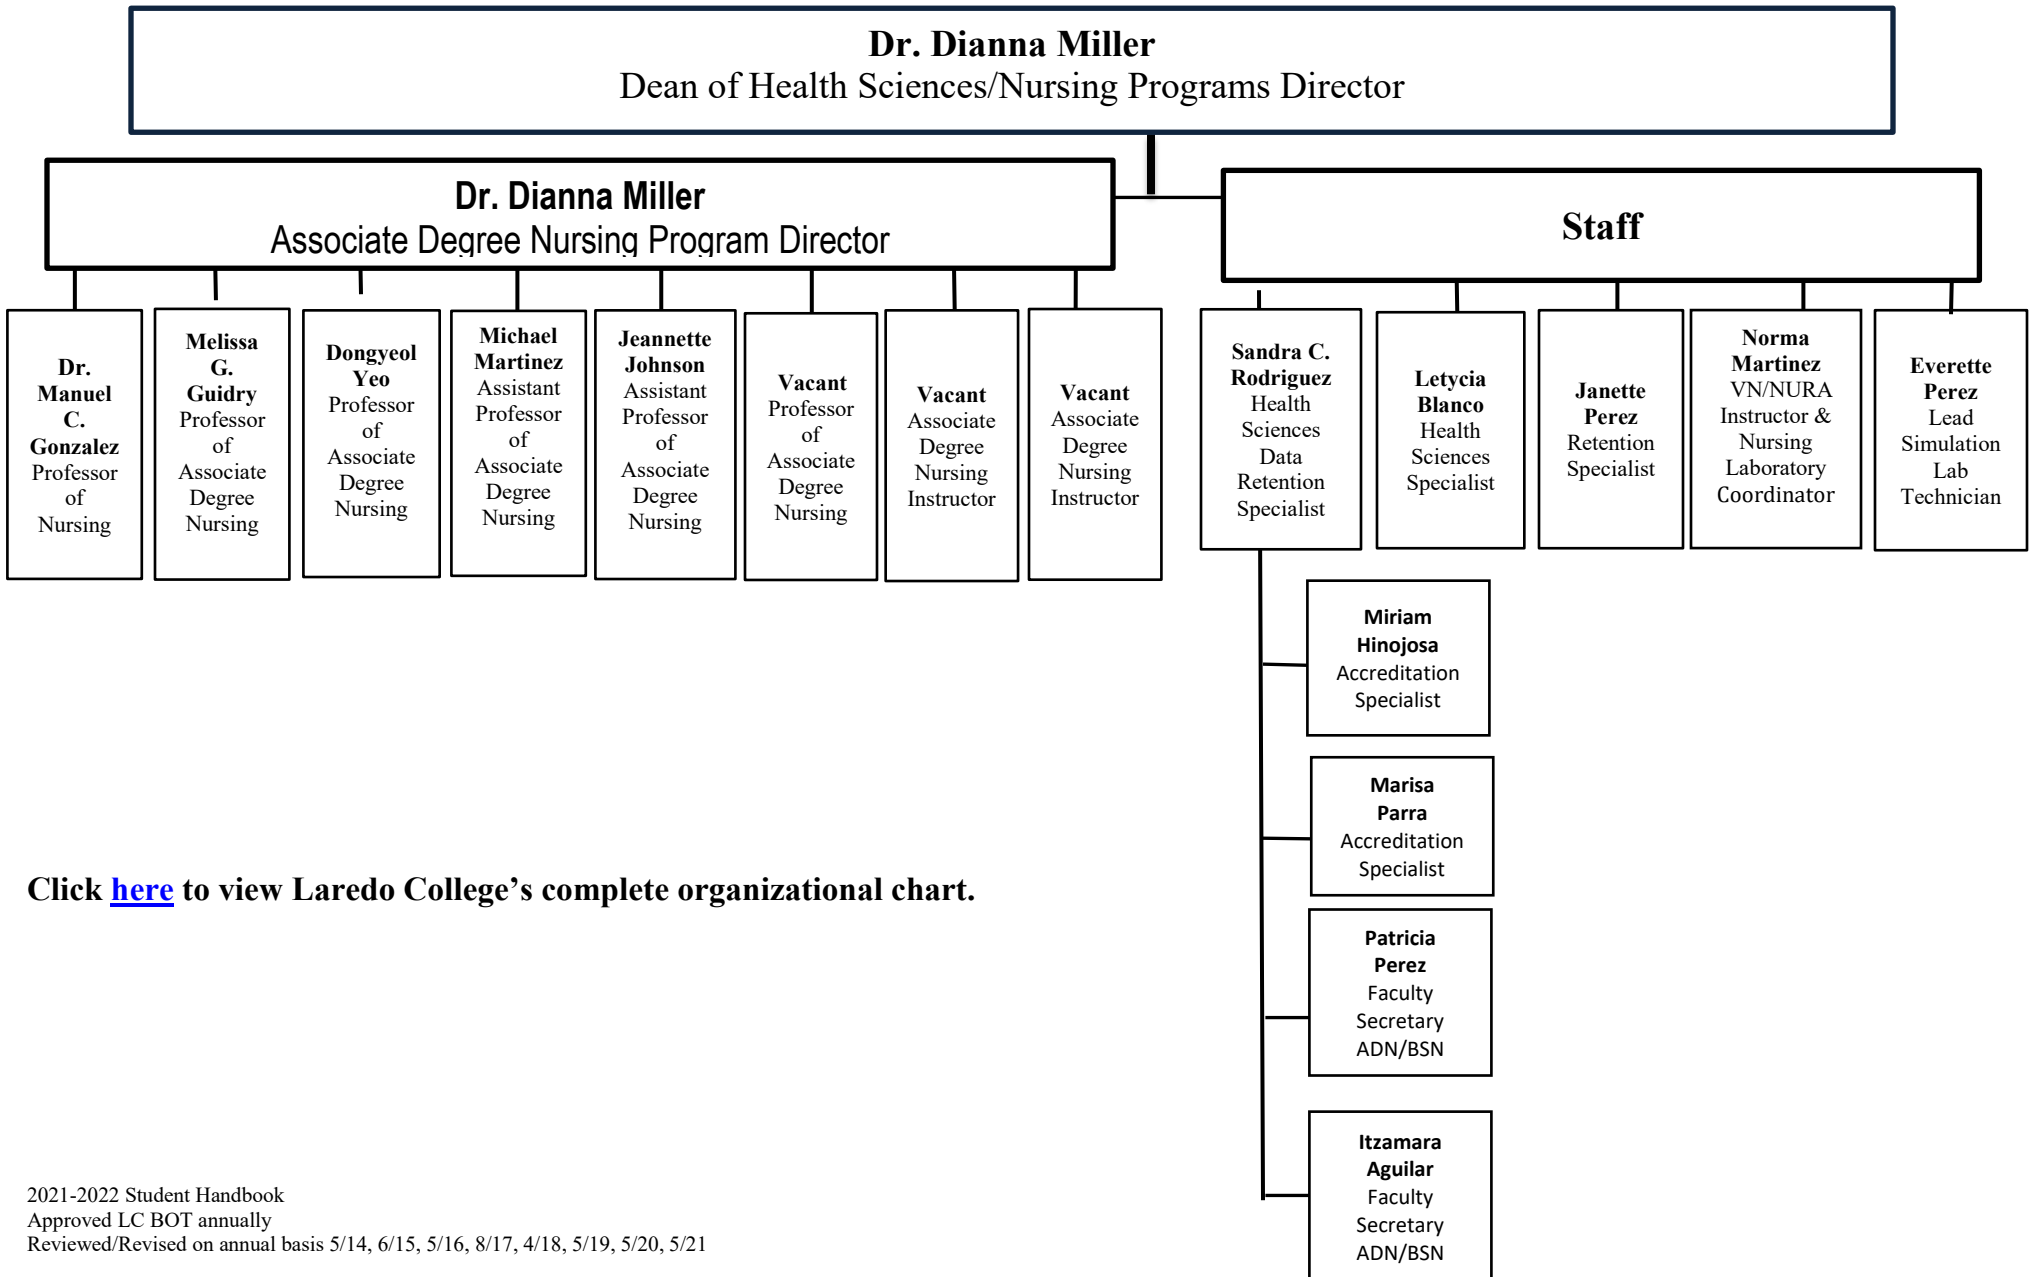 Dr. Dianna Miller
Dean of Health Sciences/Nursing Programs Director
Dr. Dianna Miller
Associate Degree Nursing Program Director
Staff
Dr.
Manuel
C.
Gonzalez
Professor
of
Nursing
Melissa
G.
Guidry
Professor
of
Associate
Degree
Nursing
Dongyeol
Yeo
Professor
of
Associate
Degree
Nursing
Michael
Martinez
Assistant
Professor
of
Associate
Degree
Nursing
Jeannette
Johnson
Assistant
Professor
of
Associate
Degree
Nursing
Vacant
Professor
of
Associate
Degree
Nursing
Vacant
Associate
Degree
Nursing
Instructor
Vacant
Associate
Degree
Nursing
Instructor
Sandra C.
Rodriguez
Health
Sciences
Data
Retention
Specialist
Letycia
Blanco
Health
Sciences
Specialist
Janette
Perez
Retention
Specialist
Norma
Martinez
VN/NURA
Instructor &
Nursing
Laboratory
Coordinator
Everette
Perez
Lead
Simulation
Lab
Technician
Miriam
Hinojosa
Accreditation
Specialist
Marisa
Parra
Accreditation
Specialist
Patricia
Perez
Faculty
Secretary
ADN/BSN
Itzamara
Aguilar
Faculty
Secretary
ADN/BSN
Click here to view Laredo College’s complete organizational chart.
2021-2022 Student Handbook
Approved LC BOT annually
Reviewed/Revised on annual basis 5/14, 6/15, 5/16, 8/17, 4/18, 5/19, 5/20, 5/21